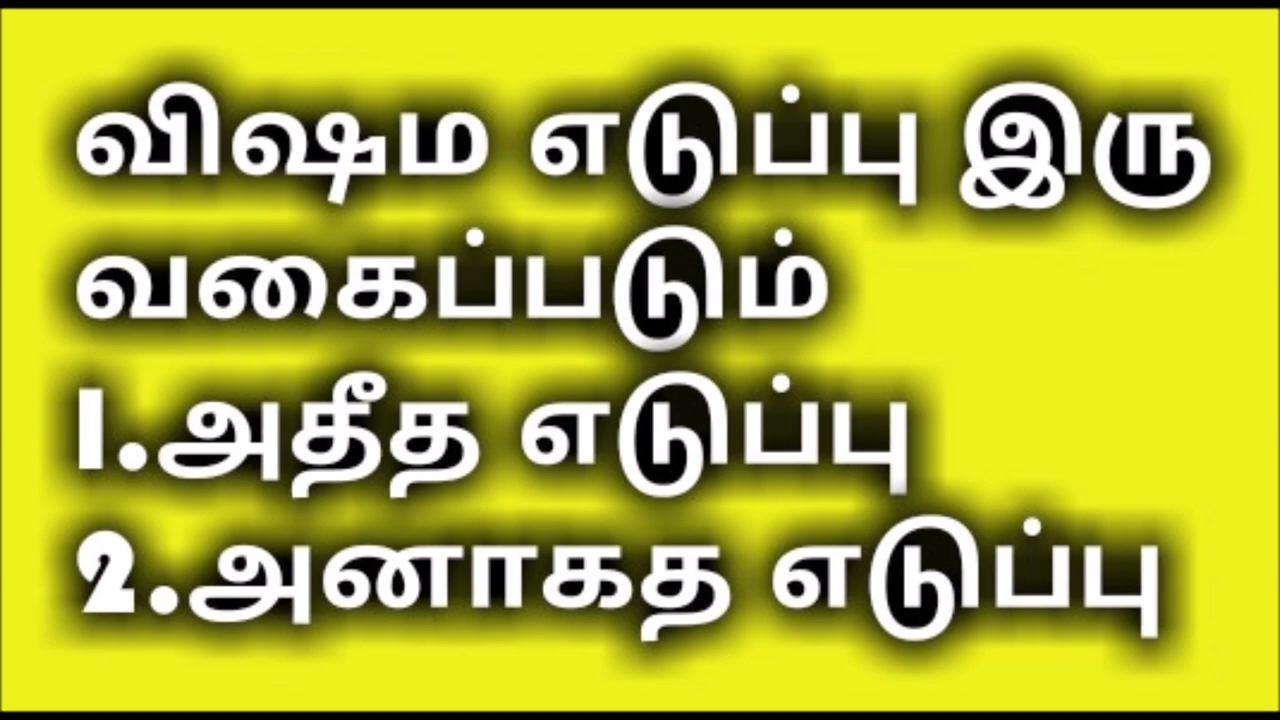 விஷம எடுப்பு இரு
வகைப்படும்
1.அதீத எடுப்பு
2.அனாகத எடுப்பு